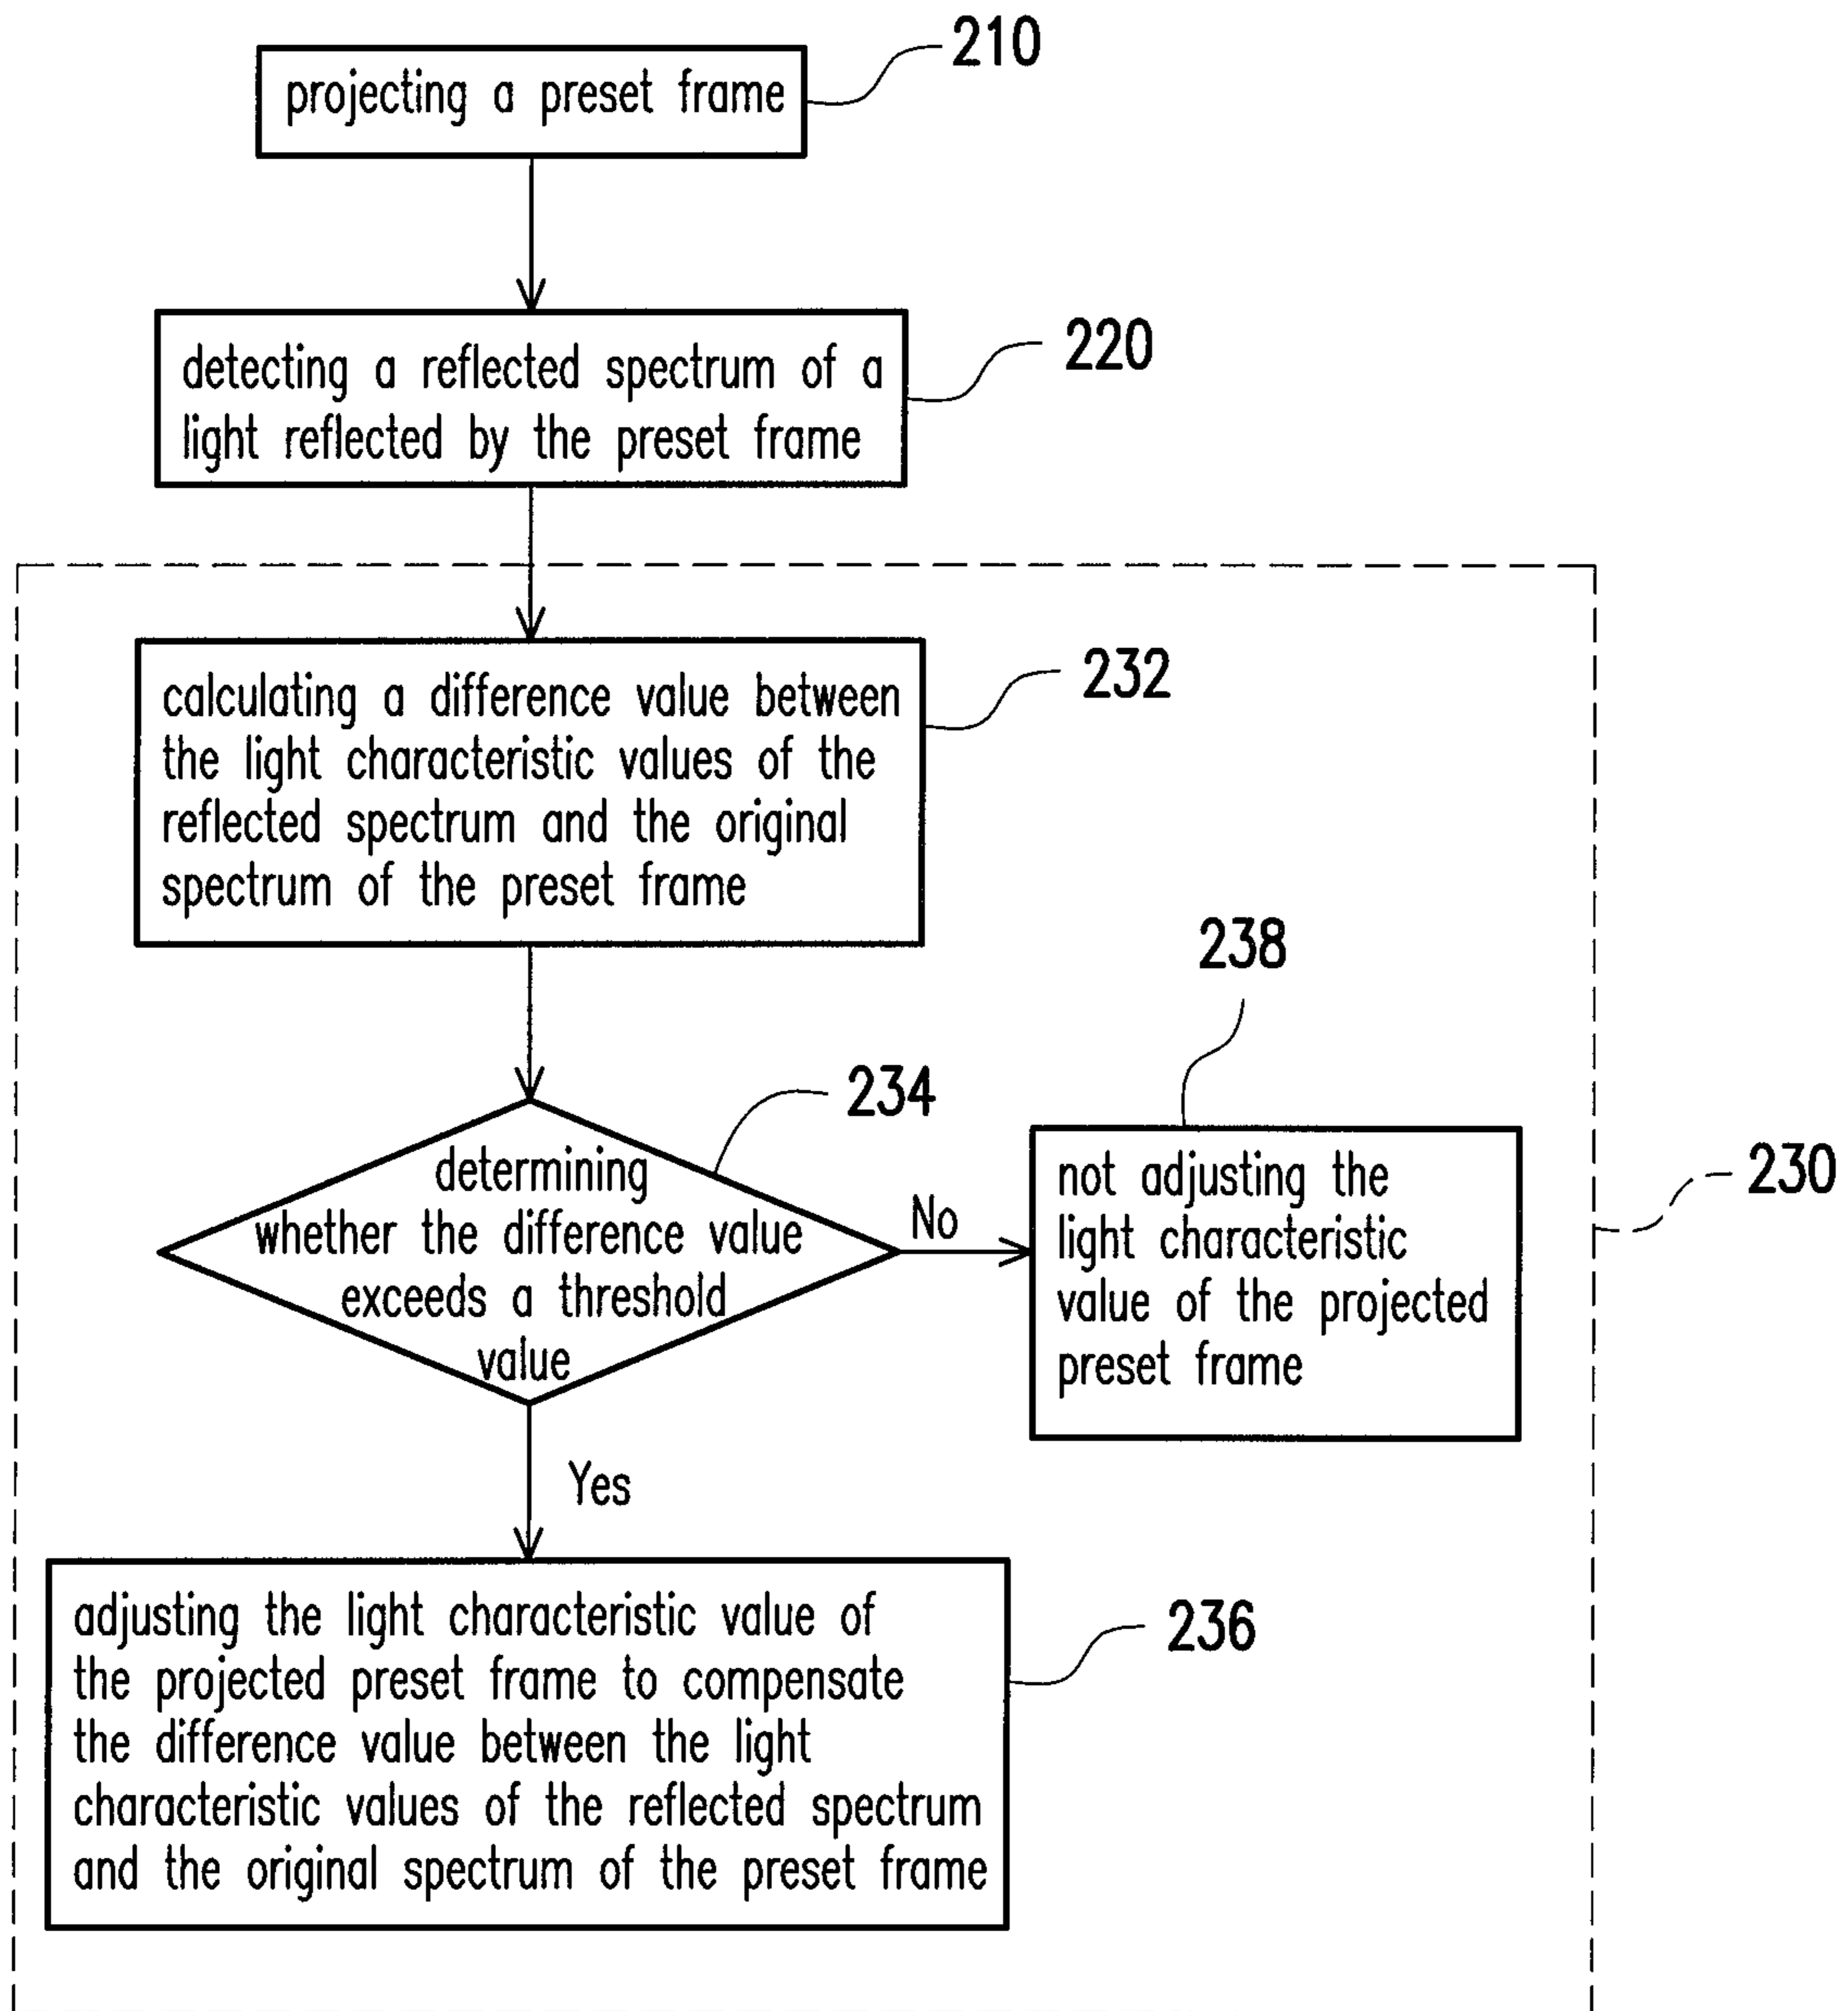 210
projecting a preset frame
220
detecting a reflected spectrum of a
light reflected by the preset frame
232
calculating a difference value between
the light characteristic values of the
reflected spectrum and the original
spectrum of the preset frame
238
234
determining
whether the difference value
exceeds a threshold
value
No
not adjusting the
light characteristic
value of the projected
preset frame
230
Yes
236
adjusting the light characteristic value of
the projected preset frame to compensate
the difference value between the light
characteristic values of the reflected spectrum
and the original spectrum of the preset frame